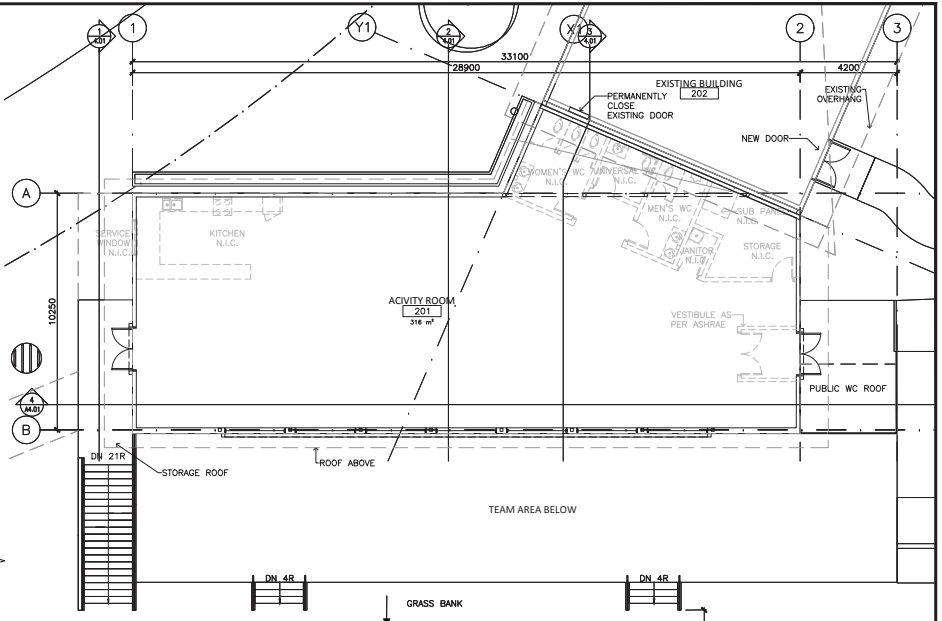 1
4.01
1
Y1
2
4.01
X1
3
4.01
2
3
33100
28900
4200
EXISTING BUILDING
202
PERMANENTLY
CLOSE
EXISTING DOOR
EXISTING
OVERHANG
NEW DOOR
A
WOMEN'S WC
N.I.C.
UNIVERSAL
N.I.C.
MEN'S WC
N.I.C.
SUB PANEL
N.I.C.
JANITOR
N.I.C.
STORAGE
N.I.C.
SERVICE
WINDOW
N.I.C.
KITCHEN
N.I.C.
10250
ACIVITY ROOM
201
316 m²
VESTIBULE AS
PER ASHRAE
PUBLIC WC ROOF
4
A4.01
B
DN 21R
STORAGE ROOF
ROOF ABOVE
TEAM AREA BELOW
DN 4R
DN 4R
GRASS BANK